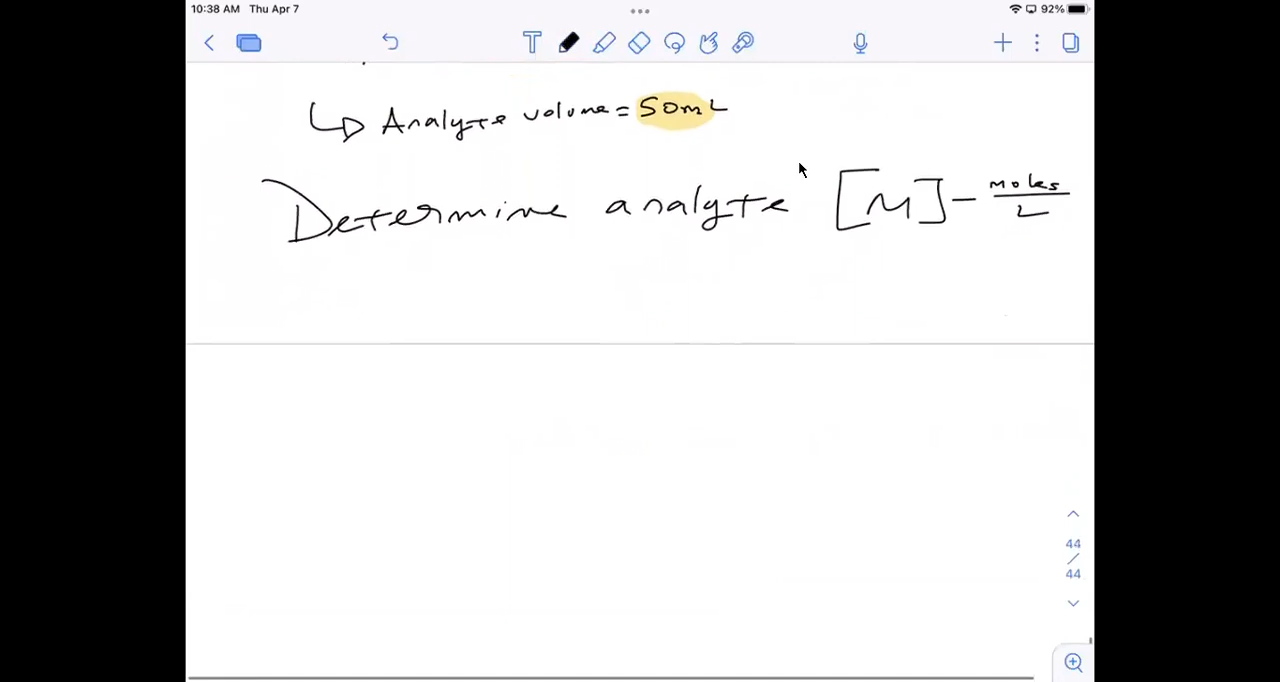 10:38 AM Thu Apr 7
92%
↳ Analyte volume = 50mL
Determine analyte [M] - moles/L
44
/
44